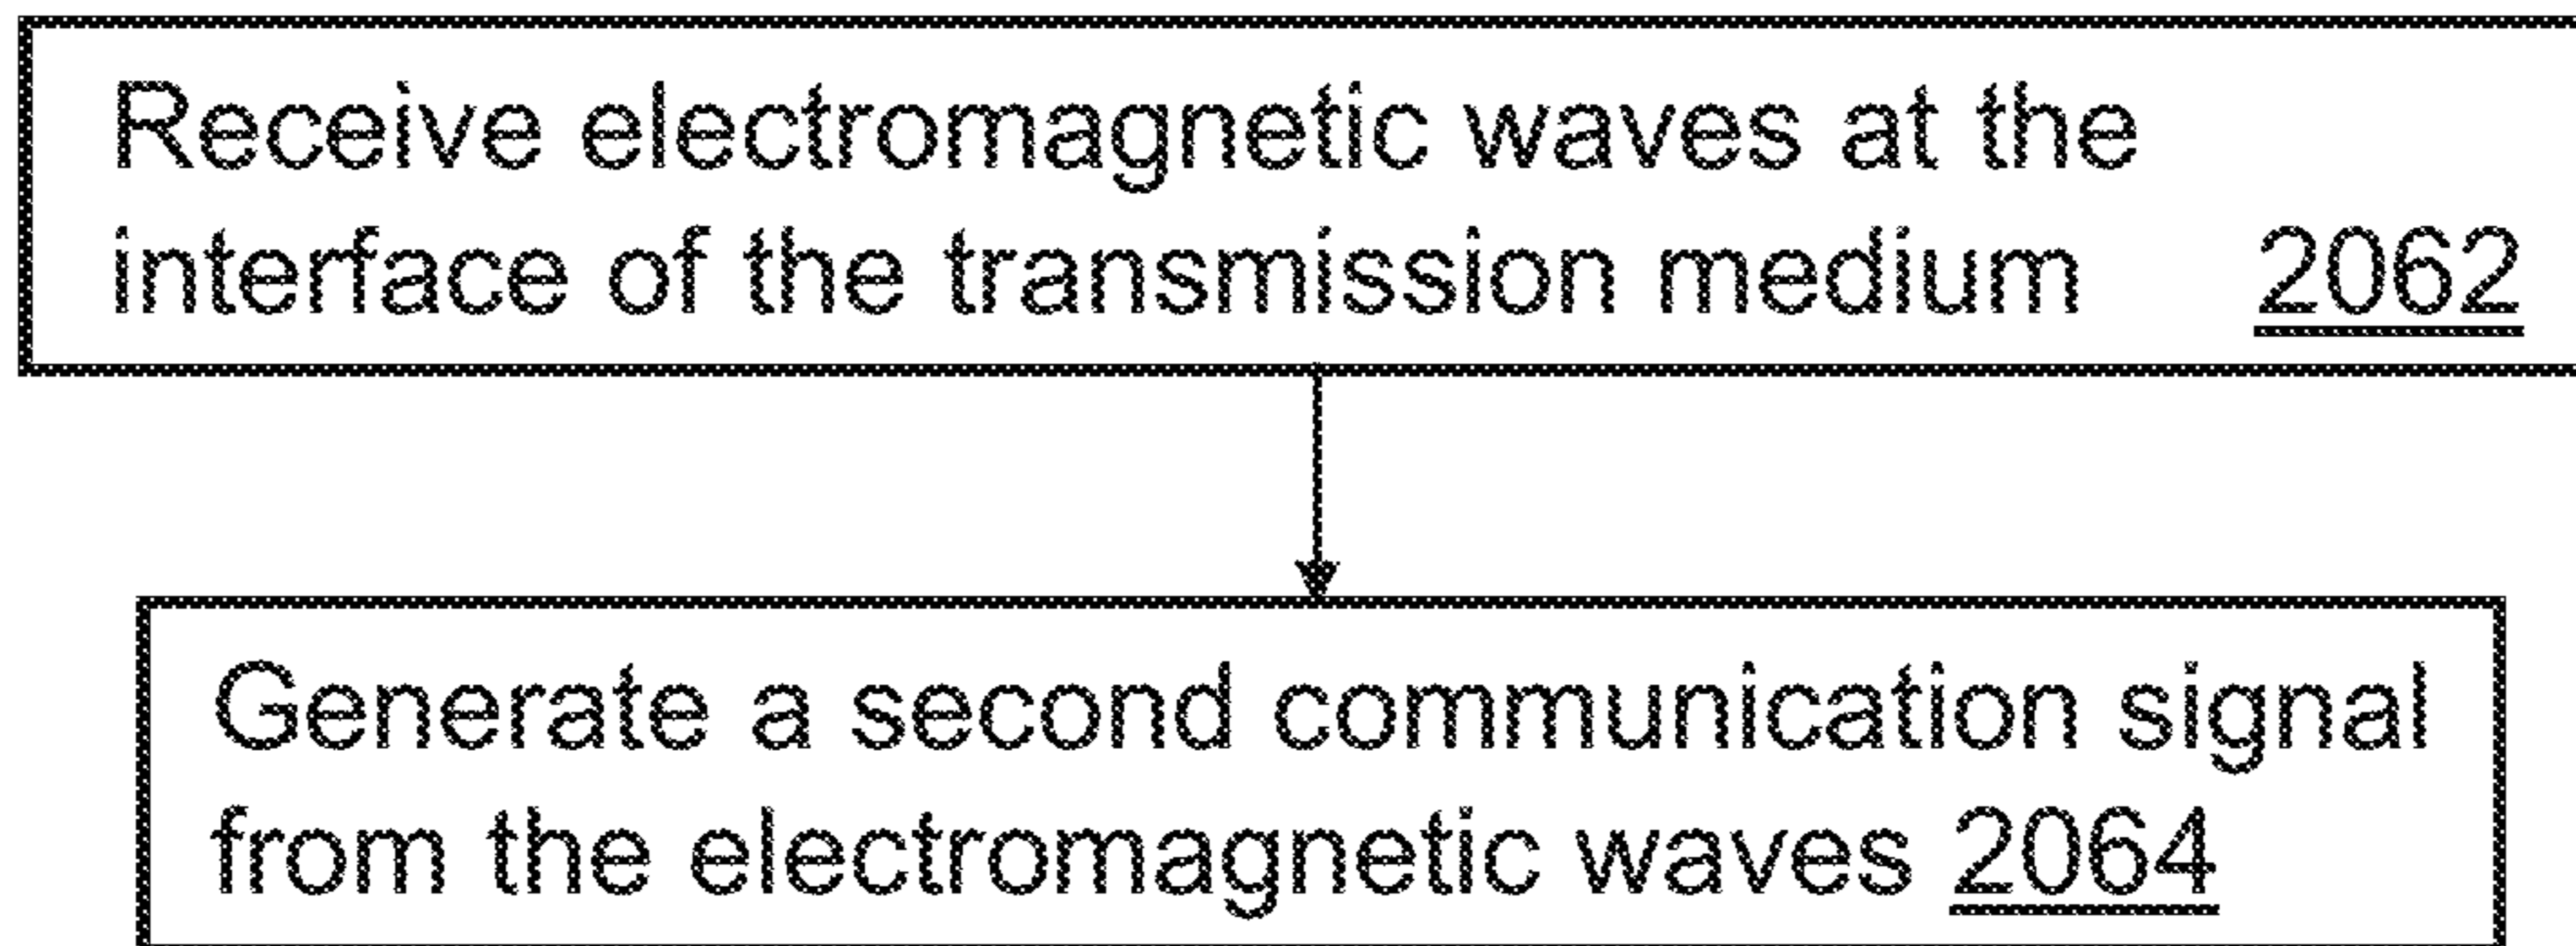 Receive electromagnetic waves at the
interface of the transmission medium 2062
Generate a second communication signal
from the electromagnetic waves 2064